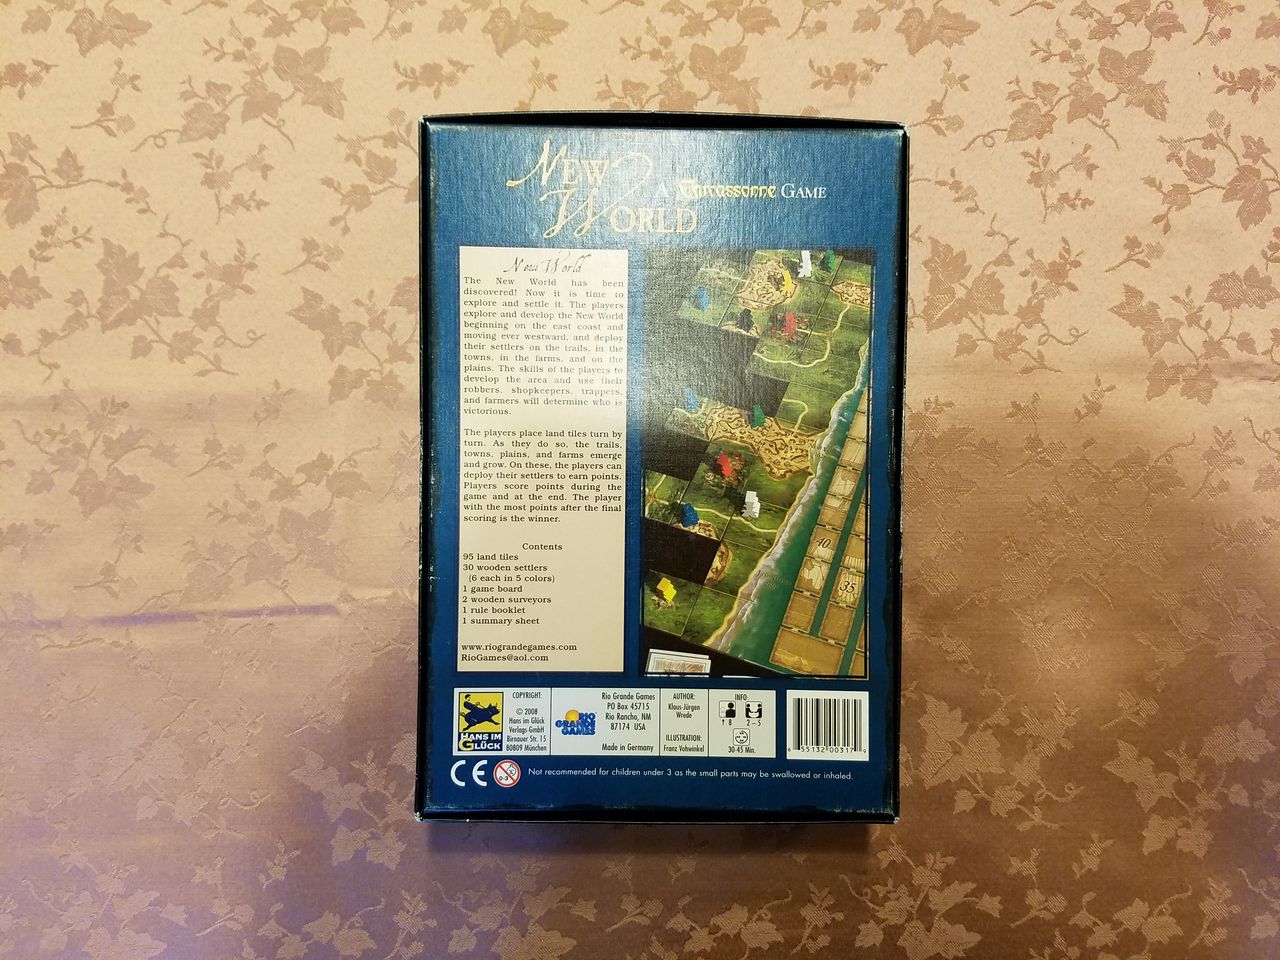 NEW
WORLD
A Carcassonne GAME
New World
The New World has been
discovered! Now it is time to
explore and settle it. The players
explore and develop the New World
beginning on the east coast and
moving ever westward, and deploy
their settlers on the trails, in the
towns, in the farms, and on the
plains. The skills of the players to
develop the area and use their
robbers, shopkeepers, trappers,
and farmers will determine who is
victorious.
The players place land tiles turn by
turn. As they do so, the trails,
towns, plains, and farms emerge
and grow. On these, the players can
deploy their settlers to earn points.
Players score points during the
game and at the end. The player
with the most points after the final
scoring is the winner.
Contents
95 land tiles
30 wooden settlers
(6 each in 5 colors)
1 game board
2 wooden surveyors
1 rule booklet
1 summary sheet
www.riograndegames.com
RioGames@aol.com
40
35
HANS IM
GLÜCK
COPYRIGHT:
© 2008
Hans im Glück
Verlags-GmbH
Birnauer Str. 15
80809 München
RIO
GRANDE
GAMES
Rio Grande Games
PO Box 45715
Rio Rancho, NM
87174 USA
Made in Germany
AUTHOR:
Klaus-Jürgen
Wrede
ILLUSTRATION:
Franz Vohwinkel
INFO:
↑ 8
2–5
30-45 Min.
6 55132 00317 9
CE
0-3
Not recommended for children under 3 as the small parts may be swallowed or inhaled.